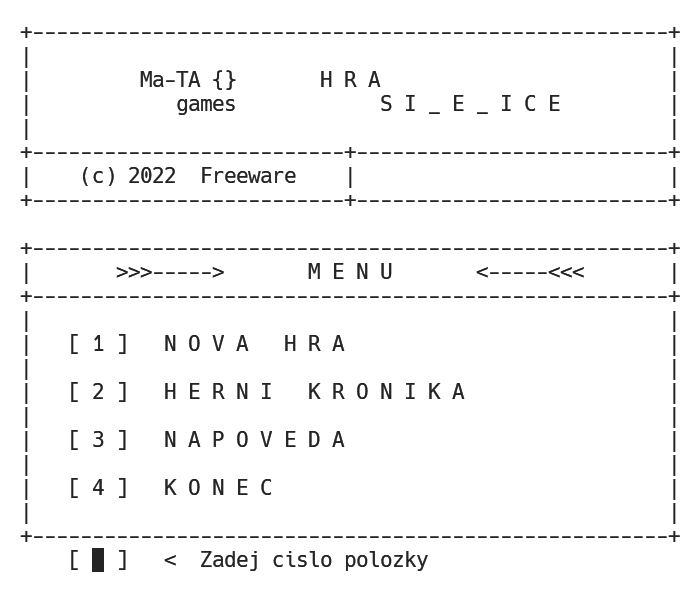 Ma-TA {} H R A
games S I _ E _ I C E
(c) 2022 Freeware
>>>-----> M E N U <-----<<<
[ 1 ] N O V A H R A
[ 2 ] H E R N I K R O N I K A
[ 3 ] N A P O V E D A
[ 4 ] K O N E C
[ █ ] < Zadej cislo polozky